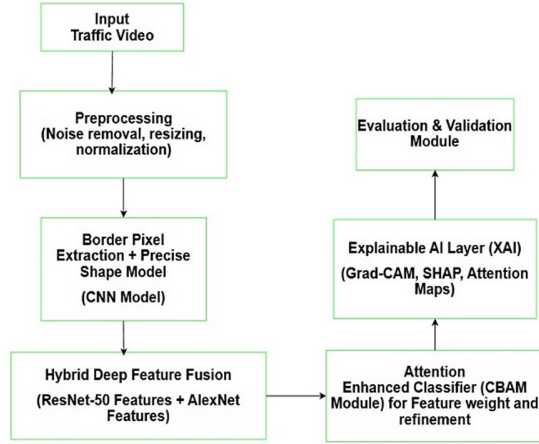 Input
Traffic Video
Preprocessing
(Noise removal, resizing,
normalization)
Border Pixel
Extraction + Precise
Shape Model
(CNN Model)
Hybrid Deep Feature Fusion
(ResNet-50 Features + AlexNet
Features)
Attention
Enhanced Classifier (CBAM
Module) for Feature weight and
refinement
Explainable AI Layer (XAI)
(Grad-CAM, SHAP, Attention
Maps)
Evaluation & Validation
Module